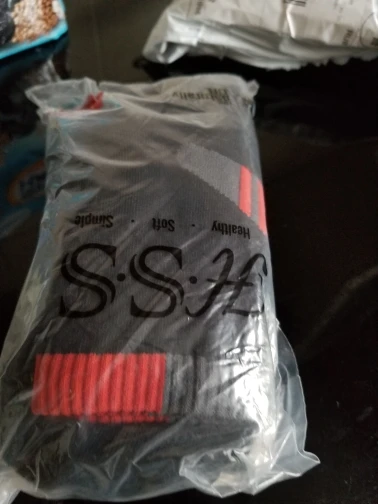 H·S·S
Healthy · Soft · Simple